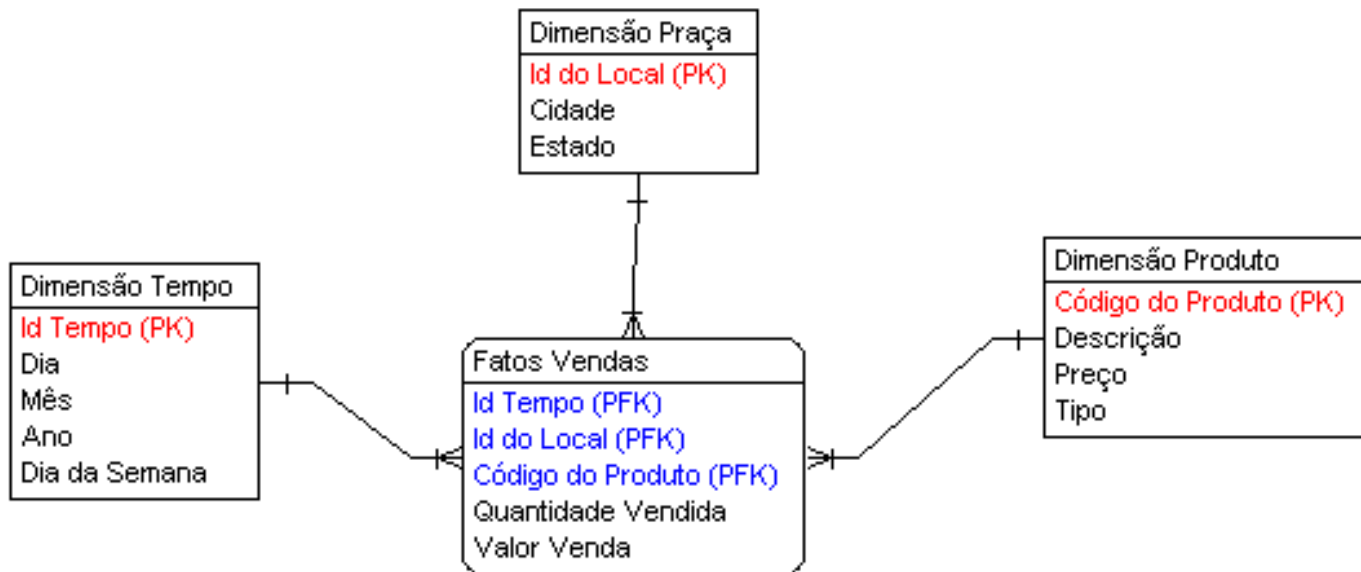 Dimensão Praça
Id do Local (PK)
Cidade
Estado
Dimensão Tempo
Id Tempo (PK)
Dia
Mês
Ano
Dia da Semana
Fatos Vendas
Id Tempo (PFK)
Id do Local (PFK)
Código do Produto (PFK)
Quantidade Vendida
Valor Venda
Dimensão Produto
Código do Produto (PK)
Descrição
Preço
Tipo